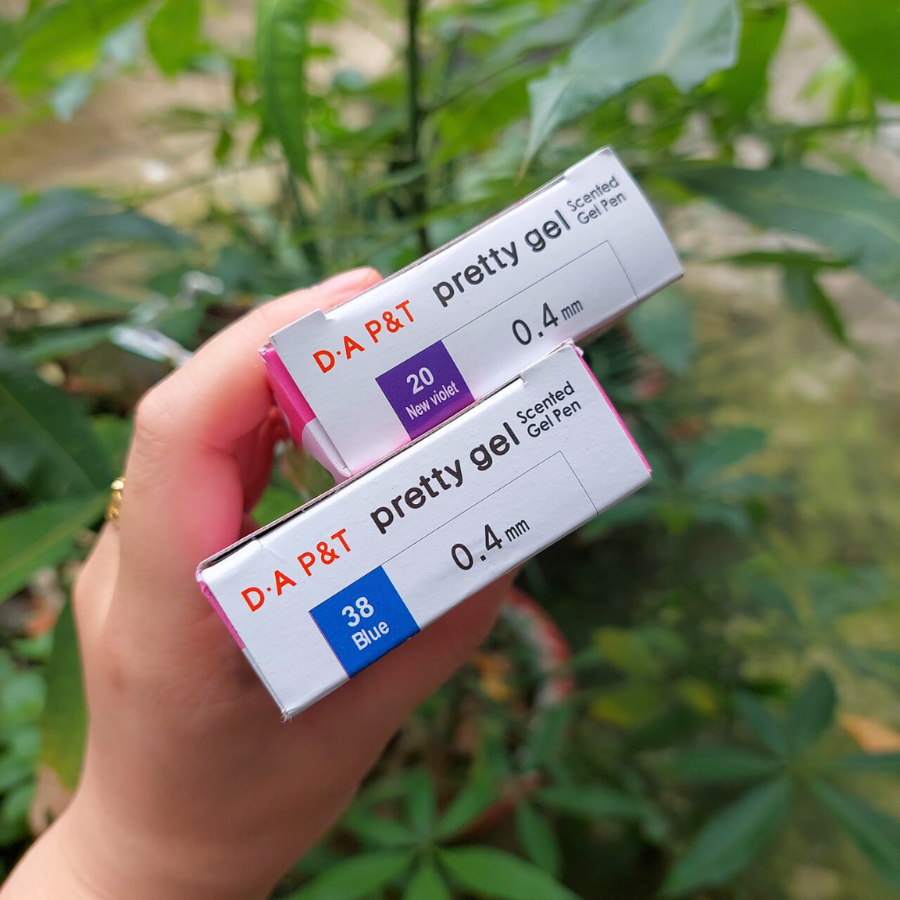 D·A P&T pretty gel Scented
Gel Pen
20
New violet
0.4 mm
D·A P&T pretty gel Scented
Gel Pen
38
Blue
0.4 mm